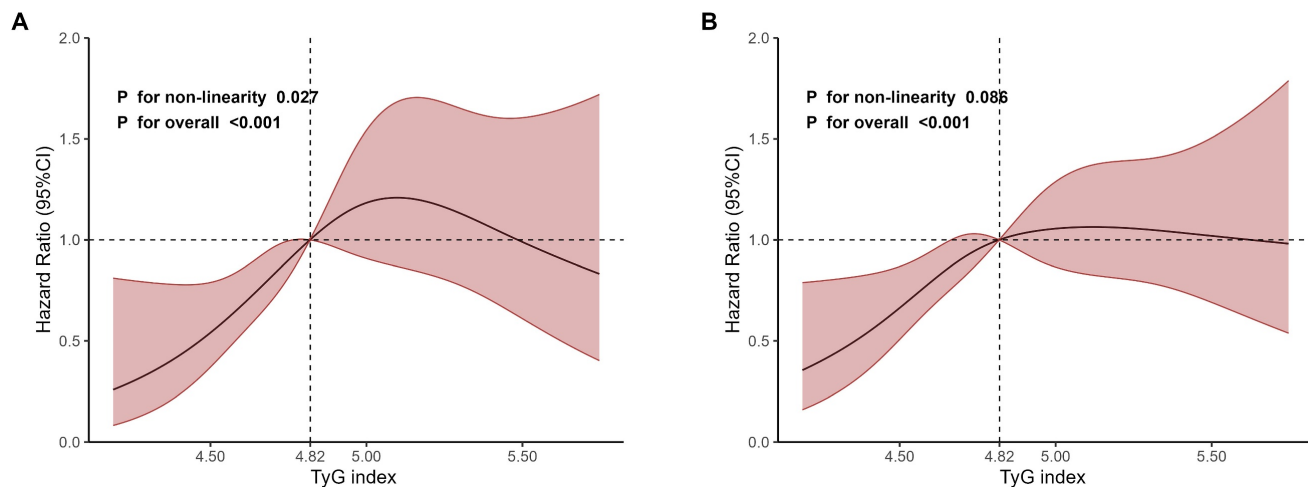 A
2.0
P for non-linearity 0.027
P for overall <0.001
1.5
1.0
0.5
0.0
Hazard Ratio (95%CI)
4.50
4.82
5.00
5.50
TyG index
B
2.0
P for non-linearity 0.086
P for overall <0.001
1.5
1.0
0.5
0.0
Hazard Ratio (95%CI)
4.50
4.82
5.00
5.50
TyG index